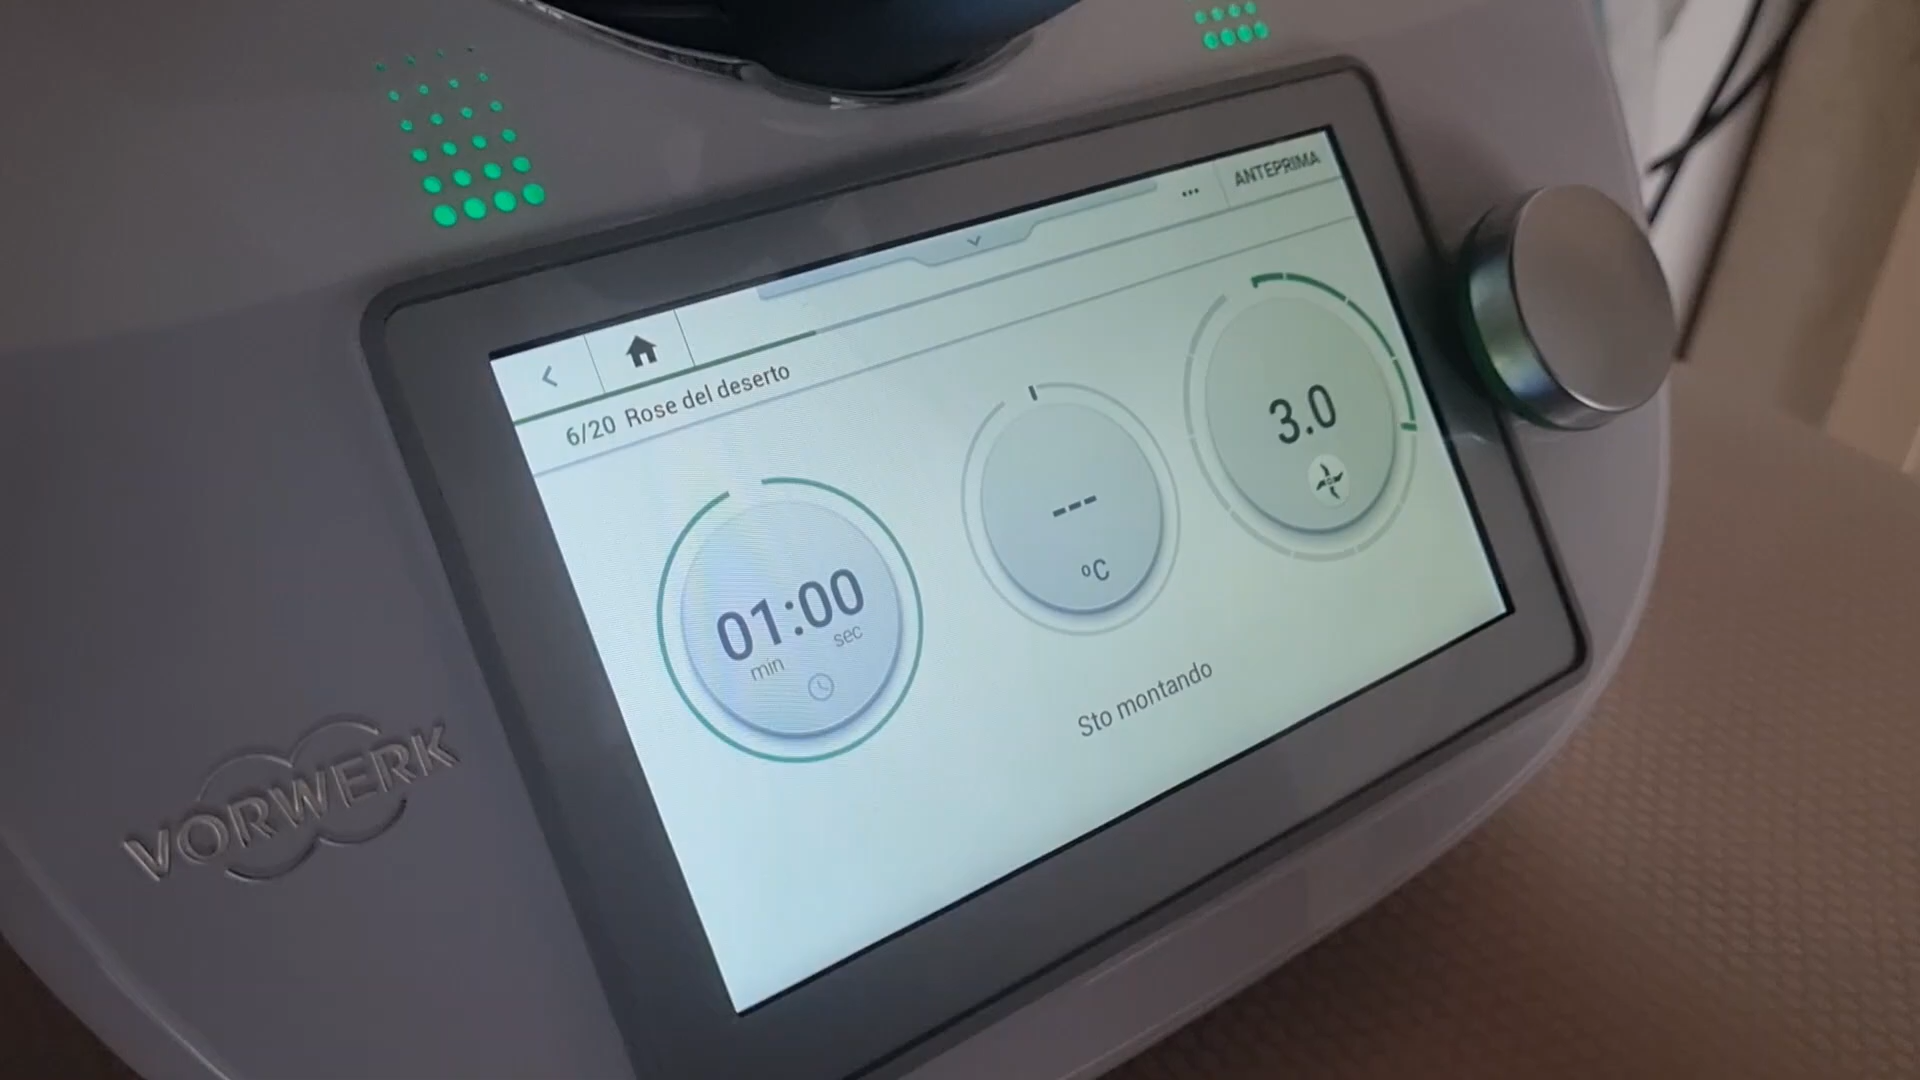 ANTEPRIMA
6/20 Rose del deserto
01:00
min sec
---
°C
3.0
Sto montando
VORWERK